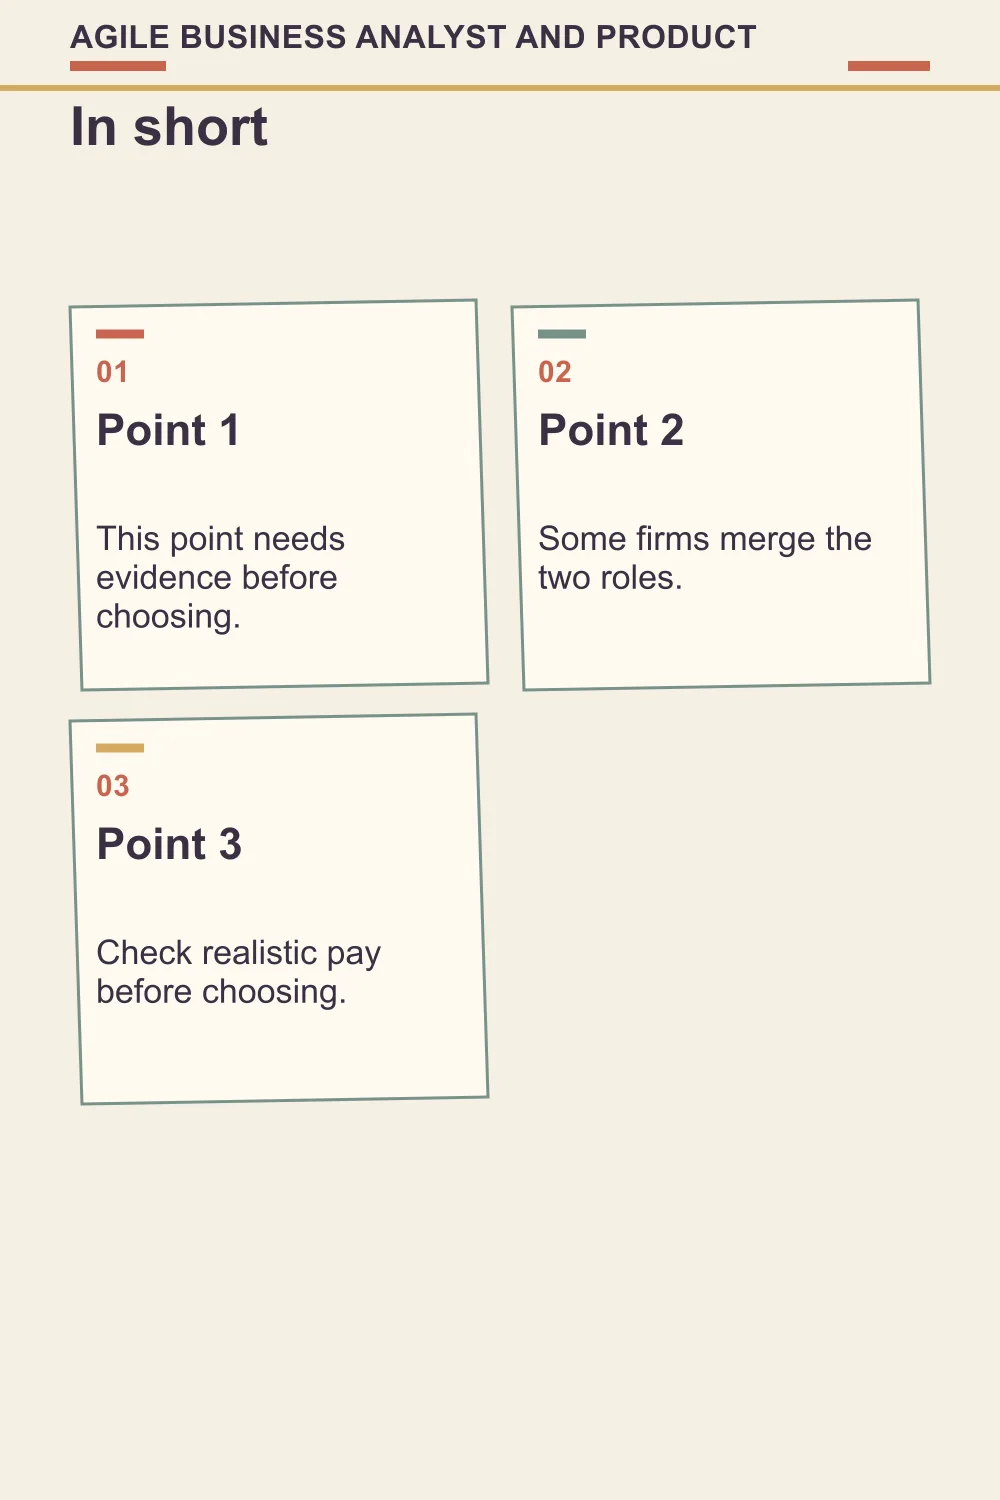 AGILE BUSINESS ANALYST AND PRODUCT
In short
01
Point 1
This point needs
evidence before
choosing.
02
Point 2
Some firms merge the
two roles.
03
Point 3
Check realistic pay
before choosing.